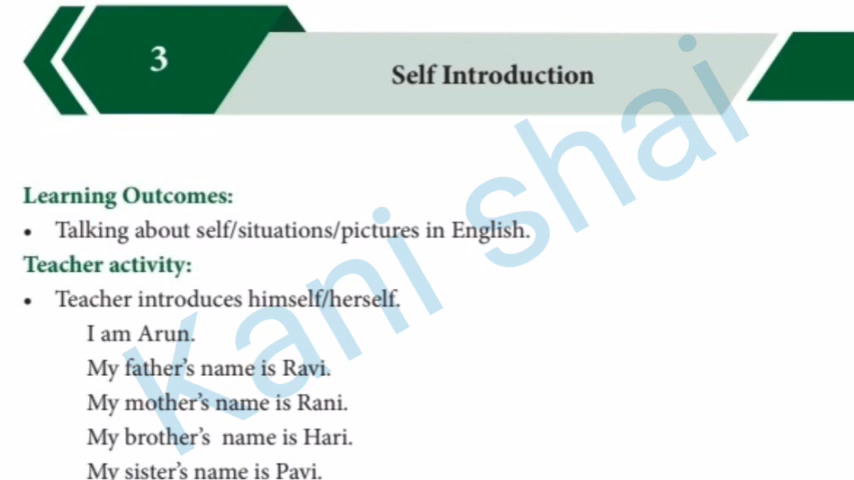 3
Self Introduction
Learning Outcomes:
• Talking about self/situations/pictures in English.
Teacher activity:
• Teacher introduces himself/herself.
I am Arun.
My father's name is Ravi.
My mother's name is Rani.
My brother's  name is Hari.
My sister's name is Pavi.
Kani shai